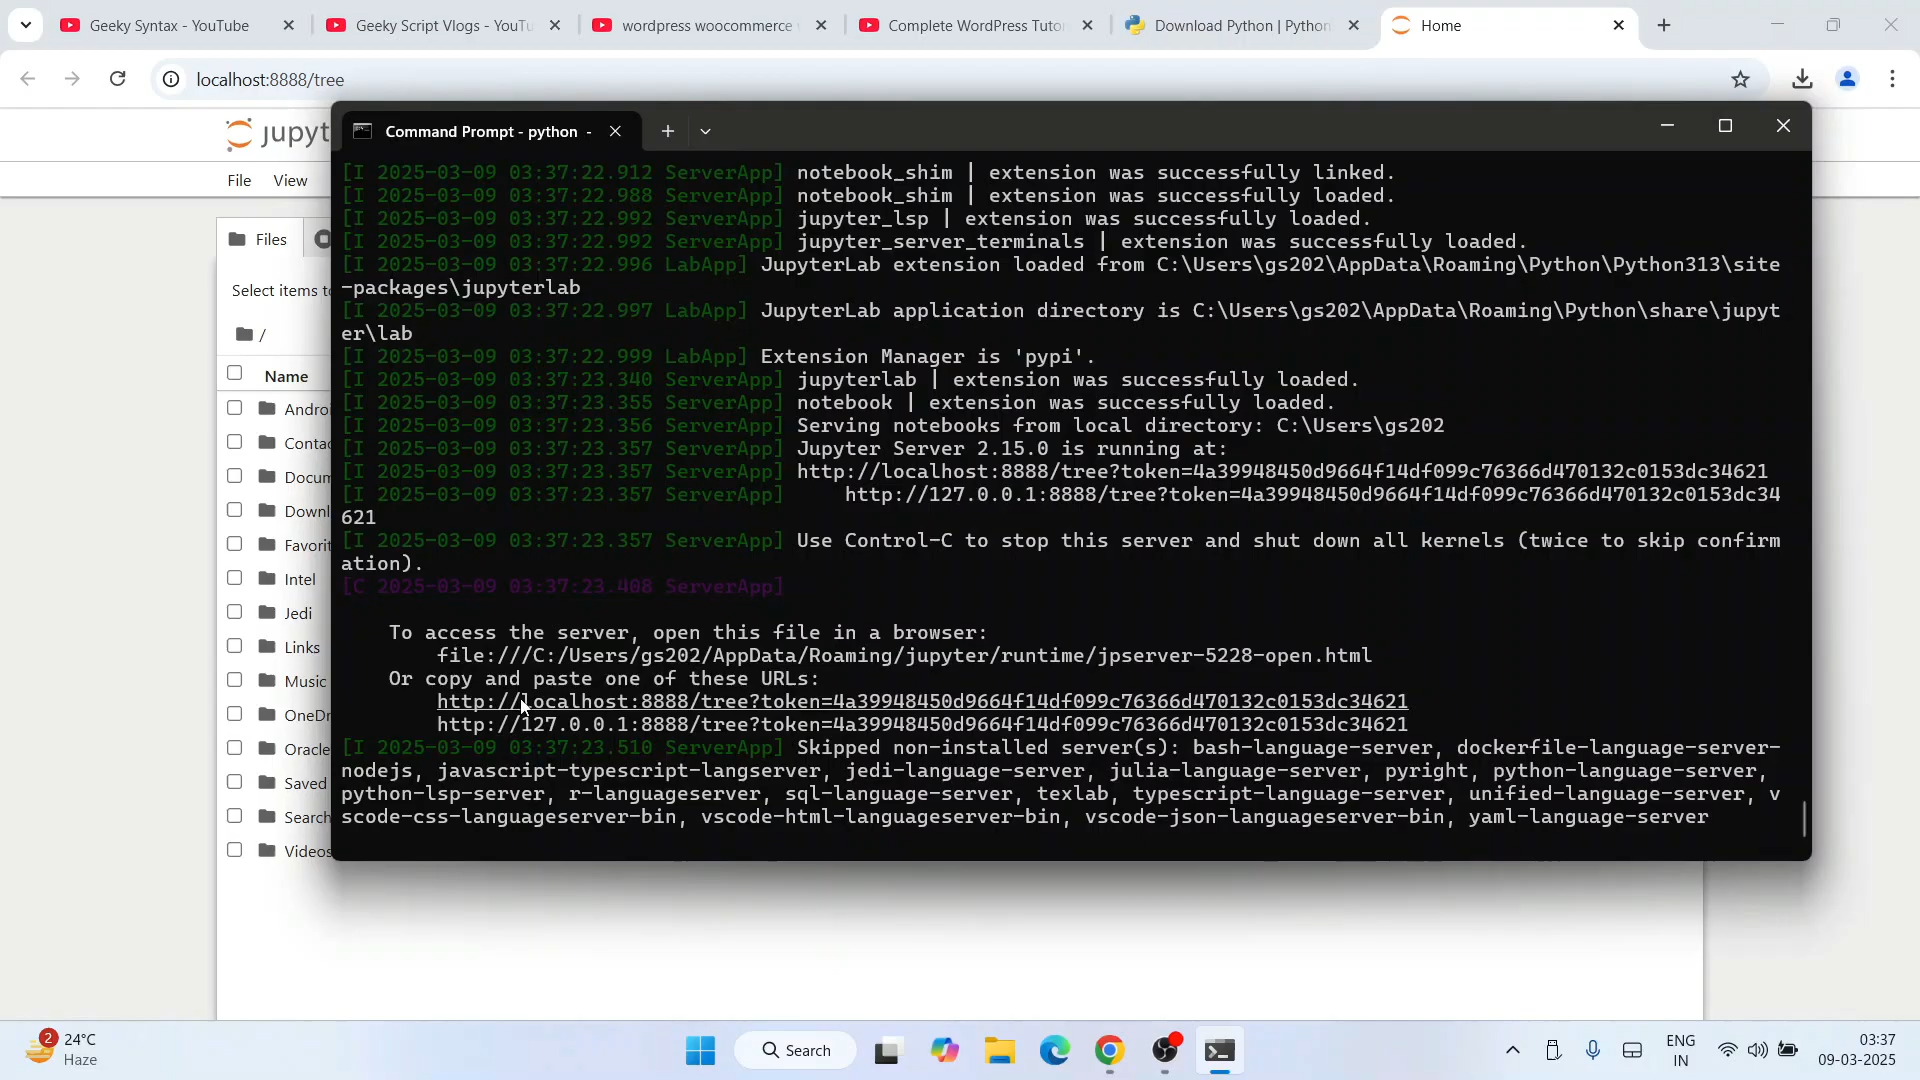 Geeky Syntax - YouTube
Geeky Script Vlogs - YouTu
wordpress woocommerce
Complete WordPress Tutor
Download Python | Python
Home
localhost:8888/tree
jupyt
Command Prompt - python -
File View
Files
Select items to
/
Name
Androi
Contac
Docum
Downl
Favorit
Intel
Jedi
Links
Music
OneDr
Oracle
Saved
Search
Videos
[I 2025-03-09 03:37:22.912 ServerApp] notebook_shim | extension was successfully linked.
[I 2025-03-09 03:37:22.988 ServerApp] notebook_shim | extension was successfully loaded.
[I 2025-03-09 03:37:22.992 ServerApp] jupyter_lsp | extension was successfully loaded.
[I 2025-03-09 03:37:22.992 ServerApp] jupyter_server_terminals | extension was successfully loaded.
[I 2025-03-09 03:37:22.996 LabApp] JupyterLab extension loaded from C:\Users\gs202\AppData\Roaming\Python\Python313\site
-packages\jupyterlab
[I 2025-03-09 03:37:22.997 LabApp] JupyterLab application directory is C:\Users\gs202\AppData\Roaming\Python\share\jupyt
er\lab
[I 2025-03-09 03:37:22.999 LabApp] Extension Manager is 'pypi'.
[I 2025-03-09 03:37:23.340 ServerApp] jupyterlab | extension was successfully loaded.
[I 2025-03-09 03:37:23.355 ServerApp] notebook | extension was successfully loaded.
[I 2025-03-09 03:37:23.356 ServerApp] Serving notebooks from local directory: C:\Users\gs202
[I 2025-03-09 03:37:23.357 ServerApp] Jupyter Server 2.15.0 is running at:
[I 2025-03-09 03:37:23.357 ServerApp] http://localhost:8888/tree?token=4a39948450d9664f14df099c76366d470132c0153dc34621
[I 2025-03-09 03:37:23.357 ServerApp]     http://127.0.0.1:8888/tree?token=4a39948450d9664f14df099c76366d470132c0153dc34
621
[I 2025-03-09 03:37:23.357 ServerApp] Use Control-C to stop this server and shut down all kernels (twice to skip confirm
ation).
[C 2025-03-09 03:37:23.408 ServerApp]
To access the server, open this file in a browser:
file:///C:/Users/gs202/AppData/Roaming/jupyter/runtime/jpserver-5228-open.html
Or copy and paste one of these URLs:
http://localhost:8888/tree?token=4a39948450d9664f14df099c76366d470132c0153dc34621
http://127.0.0.1:8888/tree?token=4a39948450d9664f14df099c76366d470132c0153dc34621
[I 2025-03-09 03:37:23.510 ServerApp] Skipped non-installed server(s): bash-language-server, dockerfile-language-server-
nodejs, javascript-typescript-langserver, jedi-language-server, julia-language-server, pyright, python-language-server,
python-lsp-server, r-languageserver, sql-language-server, texlab, typescript-language-server, unified-language-server, v
scode-css-languageserver-bin, vscode-html-languageserver-bin, vscode-json-languageserver-bin, yaml-language-server
2
24°C
Haze
Search
ENG
IN
03:37
09-03-2025